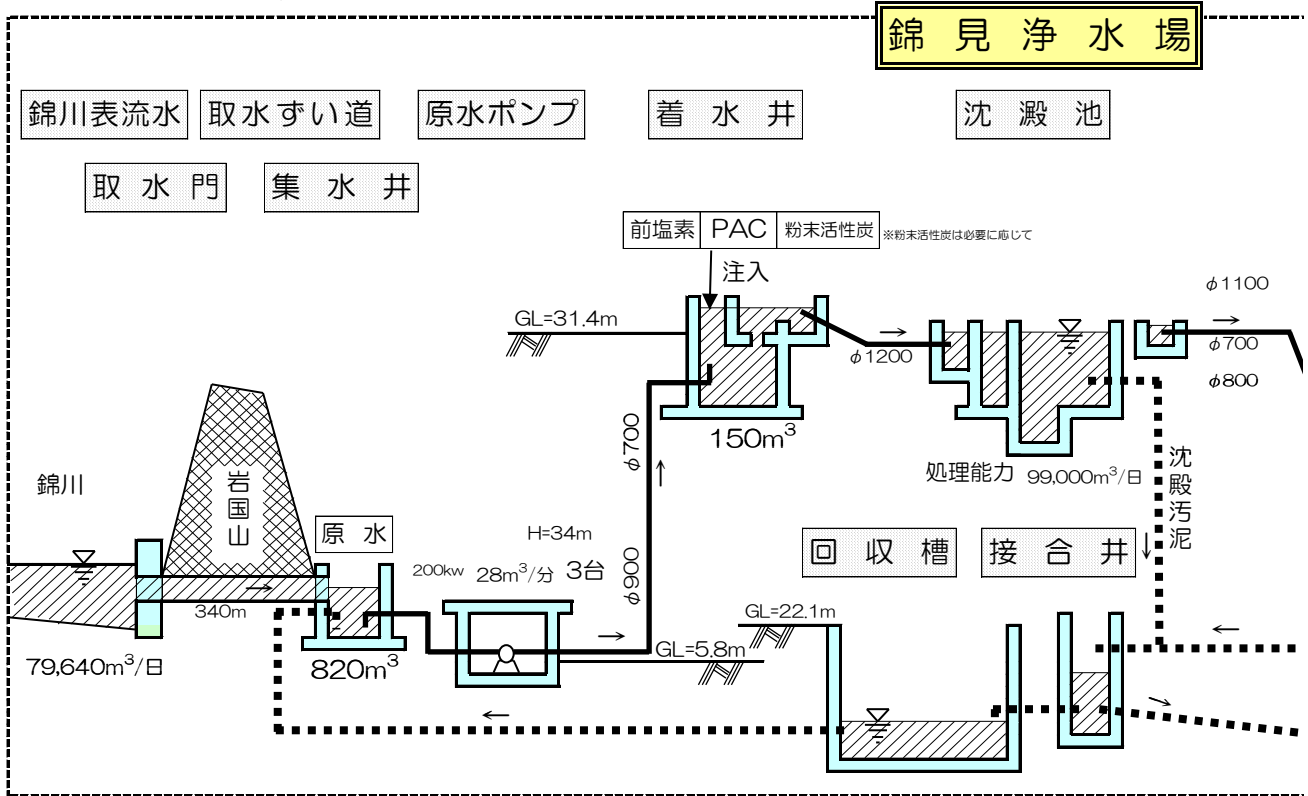 錦見浄水場
錦川表流水
取水ずい道
原水ポンプ
着水井
沈澱池
取水門
集水井
前塩素
PAC
粉末活性炭
※粉末活性炭は必要に応じて
注入
φ1100
GL=31.4m
φ1200
φ700
φ800
150m³
φ700
処理能力 99,000m³/日
沈殿汚泥
錦川
岩国山
原水
H=34m
回収槽
接合井
200kw 28m³/分 3台
φ900
340m
GL=22.1m
GL=5.8m
79,640m³/日
820m³